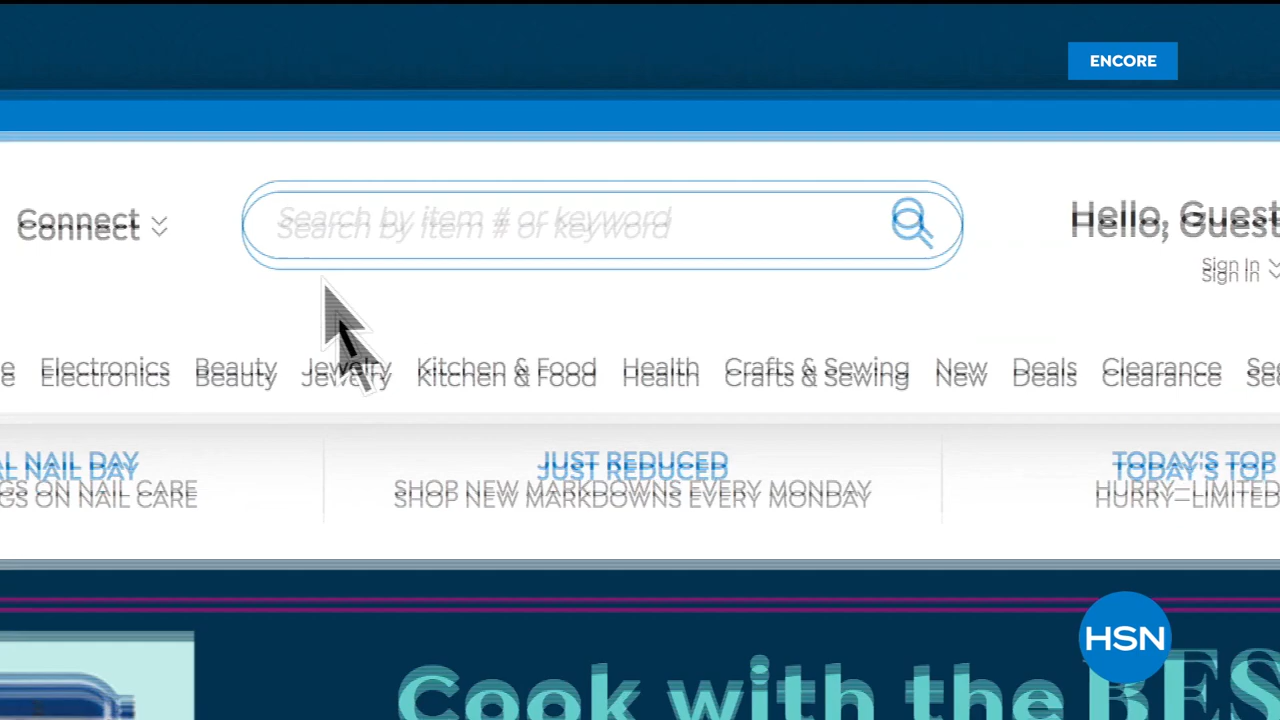 ENCORE
Connect
Search by item # or keyword
Hello, Guest
Sign In
Electronics Beauty Jewelry Kitchen & Food Health Crafts & Sewing New Deals Clearance
NAIL DAY JUST REDUCED TODAY'S TOP
ON NAIL CARE SHOP NEW MARKDOWNS EVERY MONDAY HURRY—LIMITED
HSN
Cook with the